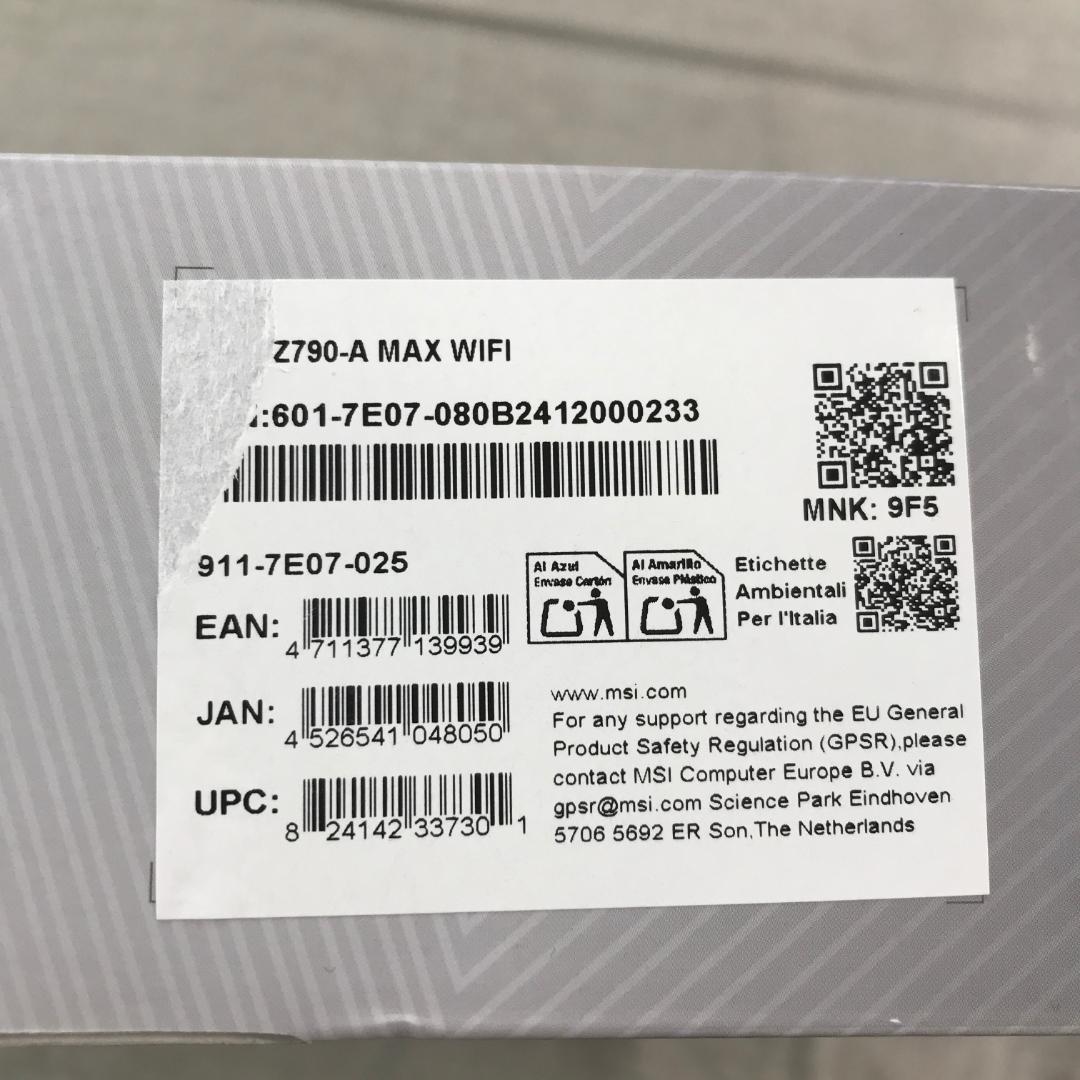 Z790-A MAX WIFI
:601-7E07-080B2412000233
MNK: 9F5
911-7E07-025
EAN:
4 711377 139939
JAN:
4 526541 048050
UPC:
8 24142 33730 1
Al Azul
Envase Cartón
Al Amarillo
Envase Plástico
Etichette
Ambientali
Per l'Italia
www.msi.com
For any support regarding the EU General
Product Safety Regulation (GPSR),please
contact MSI Computer Europe B.V. via
gpsr@msi.com Science Park Eindhoven
5706 5692 ER Son,The Netherlands